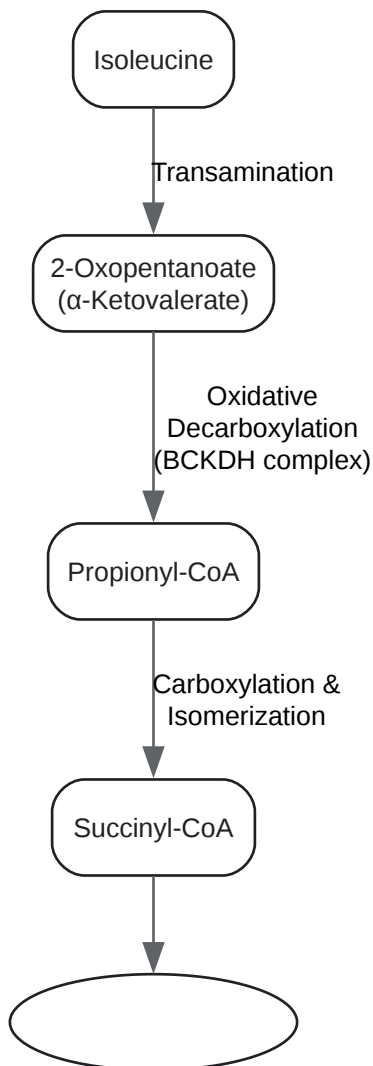 Isoleucine
Transamination
2-Oxopentanoate
(α-Ketovalerate)
Oxidative
Decarboxylation
(BCKDH complex)
Propionyl-CoA
Carboxylation &
Isomerization
Succinyl-CoA